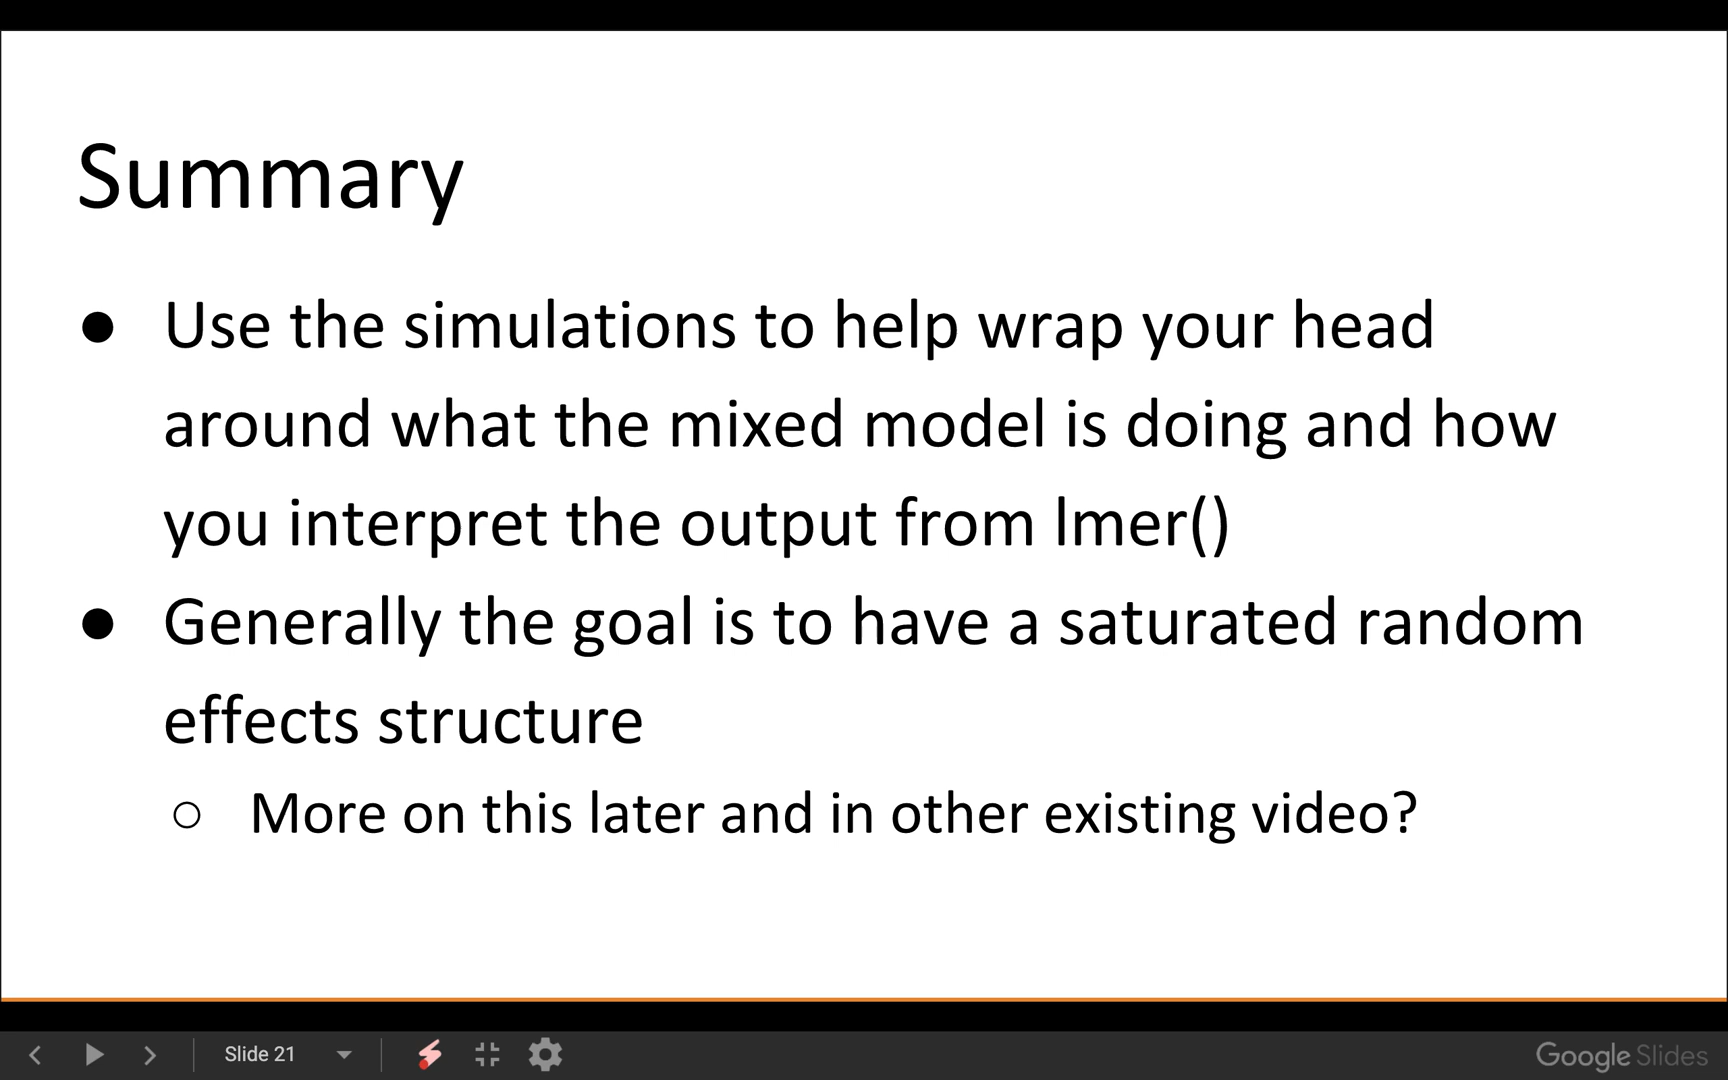 Summary
● Use the simulations to help wrap your head
around what the mixed model is doing and how
you interpret the output from lmer()
● Generally the goal is to have a saturated random
effects structure
○ More on this later and in other existing video?
Slide 21
Google Slides